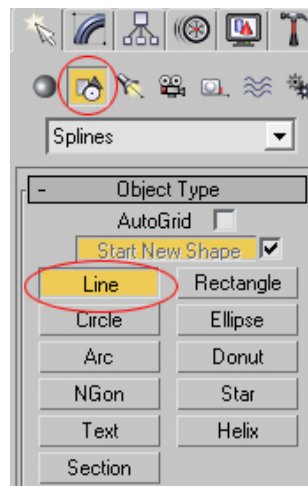 Splines
- Object Type
AutoGrid
Start New Shape
Line Rectangle
Circle Ellipse
Arc Donut
NGon Star
Text Helix
Section